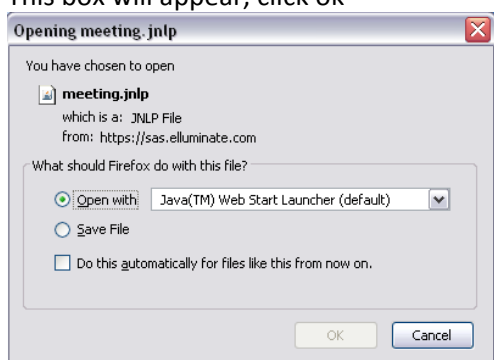 This box will appear, click ok
Opening meeting.jnlp
You have chosen to open
meeting.jnlp
which is a: JNLP File
from: https://sas.elluminate.com
What should Firefox do with this file?
Open with Java(TM) Web Start Launcher (default)
Save File
Do this automatically for files like this from now on.
OK Cancel